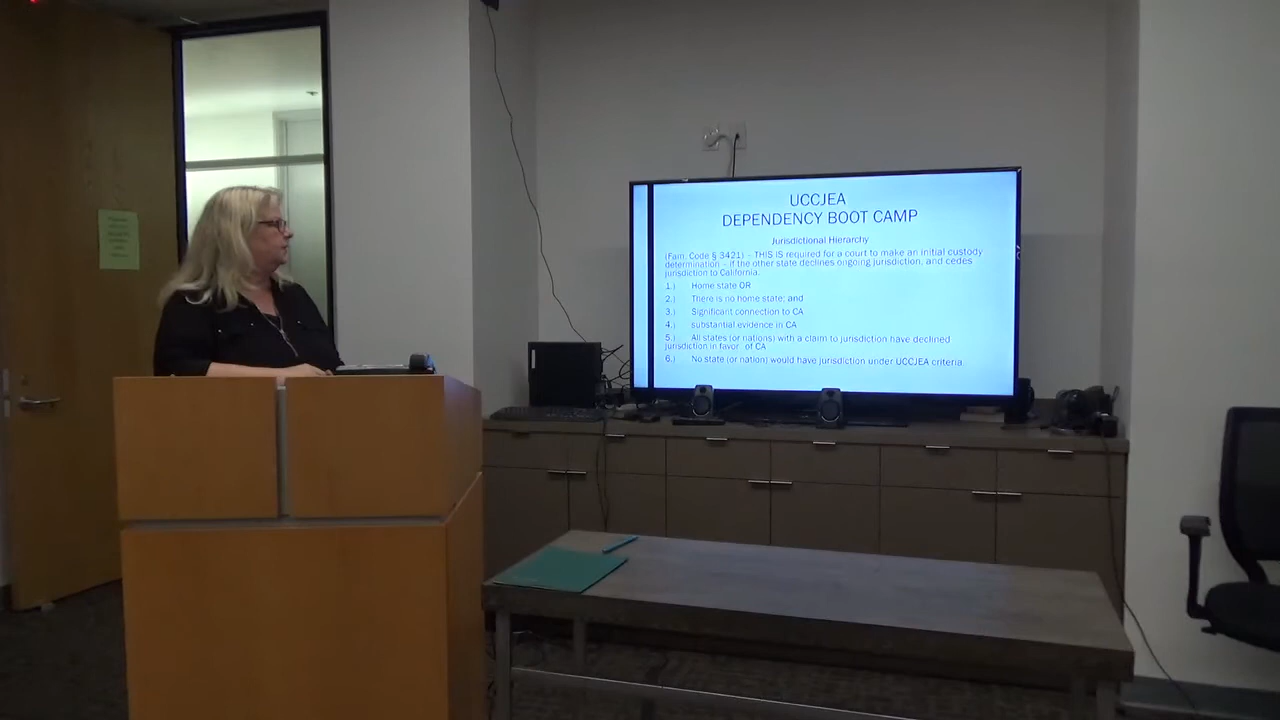 UCCJEA
DEPENDENCY BOOT CAMP
Jurisdictional Hierarchy
(Fam. Code § 3421) - THIS IS required for a court to make an initial custody
determination - if the other state declines ongoing jurisdiction, and cedes
jurisdiction to California.
1.) Home state OR
2.) There is no home state; and
3.) Significant connection to CA
4.) substantial evidence in CA
5.) All states (or nations) with a claim to jurisdiction have declined
jurisdiction in favor of CA
6.) No state (or nation) would have jurisdiction under UCCJEA criteria